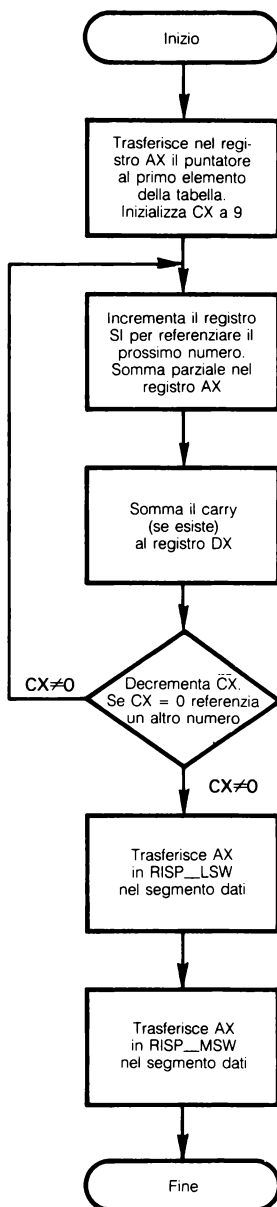 Inizio
Trasferisce nel regi-
stro AX il puntatore
al primo elemento
della tabella.
Inizializza CX a 9
Incrementa il registro
SI per referenziare il
prossimo numero.
Somma parziale nel
registro AX
Somma il carry
(se esiste)
al registro DX
Decrementa CX.
Se CX = 0 referenzia
un altro numero
CX≠0
CX≠0
Trasferisce AX
in RISP__LSW
nel segmento dati
Trasferisce AX
in RISP__MSW
nel segmento dati
Fine